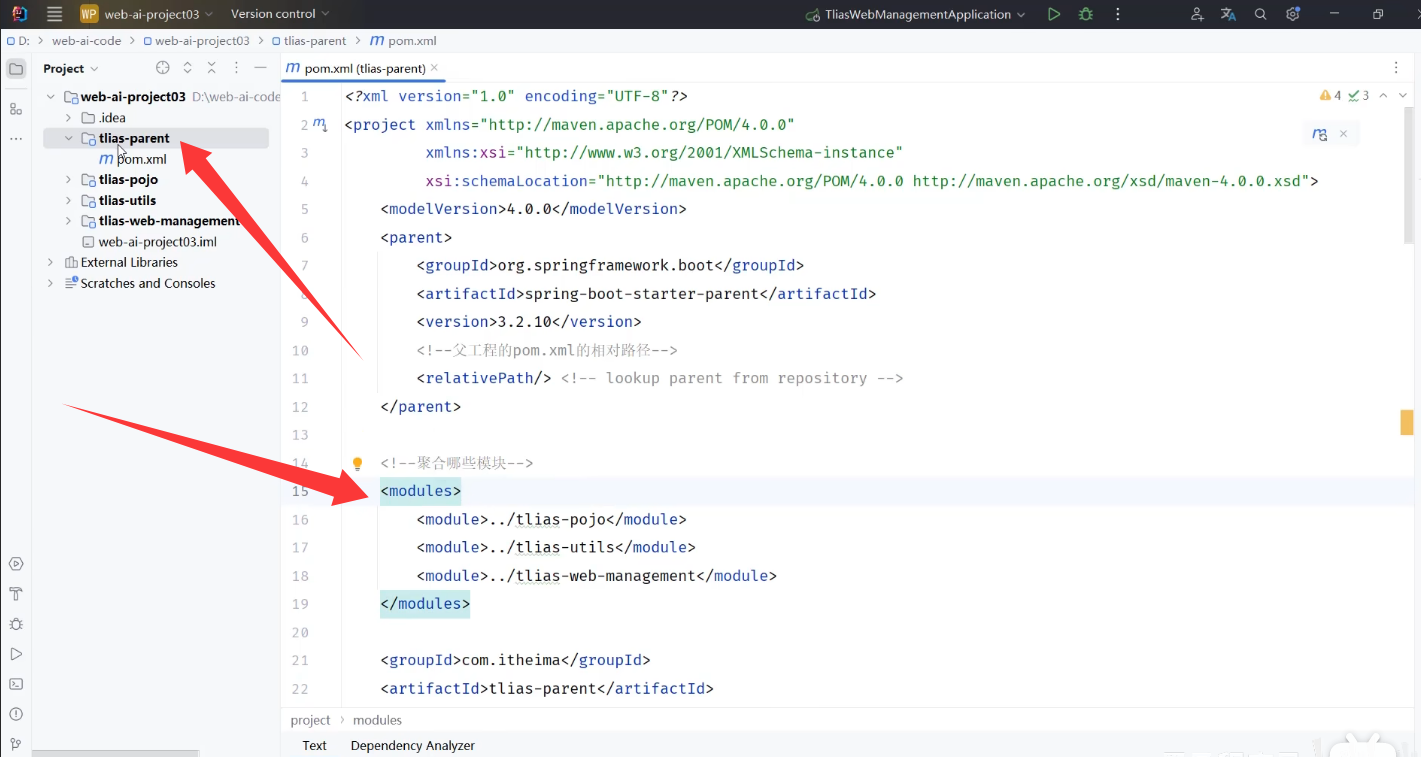 WP web-ai-project03 Version control TliasWebManagementApplication
D: > web-ai-code > web-ai-project03 > tlias-parent > m pom.xml
Project
web-ai-project03 D:\web-ai-code
.idea
tlias-parent
m pom.xml
tlias-pojo
tlias-utils
tlias-web-management
web-ai-project03.iml
External Libraries
Scratches and Consoles
m pom.xml (tlias-parent)
4 3
1 <?xml version="1.0" encoding="UTF-8"?>
2 <project xmlns="http://maven.apache.org/POM/4.0.0"
3 xmlns:xsi="http://www.w3.org/2001/XMLSchema-instance"
4 xsi:schemaLocation="http://maven.apache.org/POM/4.0.0 http://maven.apache.org/xsd/maven-4.0.0.xsd">
5 <modelVersion>4.0.0</modelVersion>
6 <parent>
7 <groupId>org.springframework.boot</groupId>
8 <artifactId>spring-boot-starter-parent</artifactId>
9 <version>3.2.10</version>
10 <!--父工程的pom.xml的相对路径-->
11 <relativePath/> <!-- lookup parent from repository -->
12 </parent>
13
14 <!--聚合哪些模块-->
15 <modules>
16 <module>../tlias-pojo</module>
17 <module>../tlias-utils</module>
18 <module>../tlias-web-management</module>
19 </modules>
20
21 <groupId>com.itheima</groupId>
22 <artifactId>tlias-parent</artifactId>
project > modules
Text Dependency Analyzer